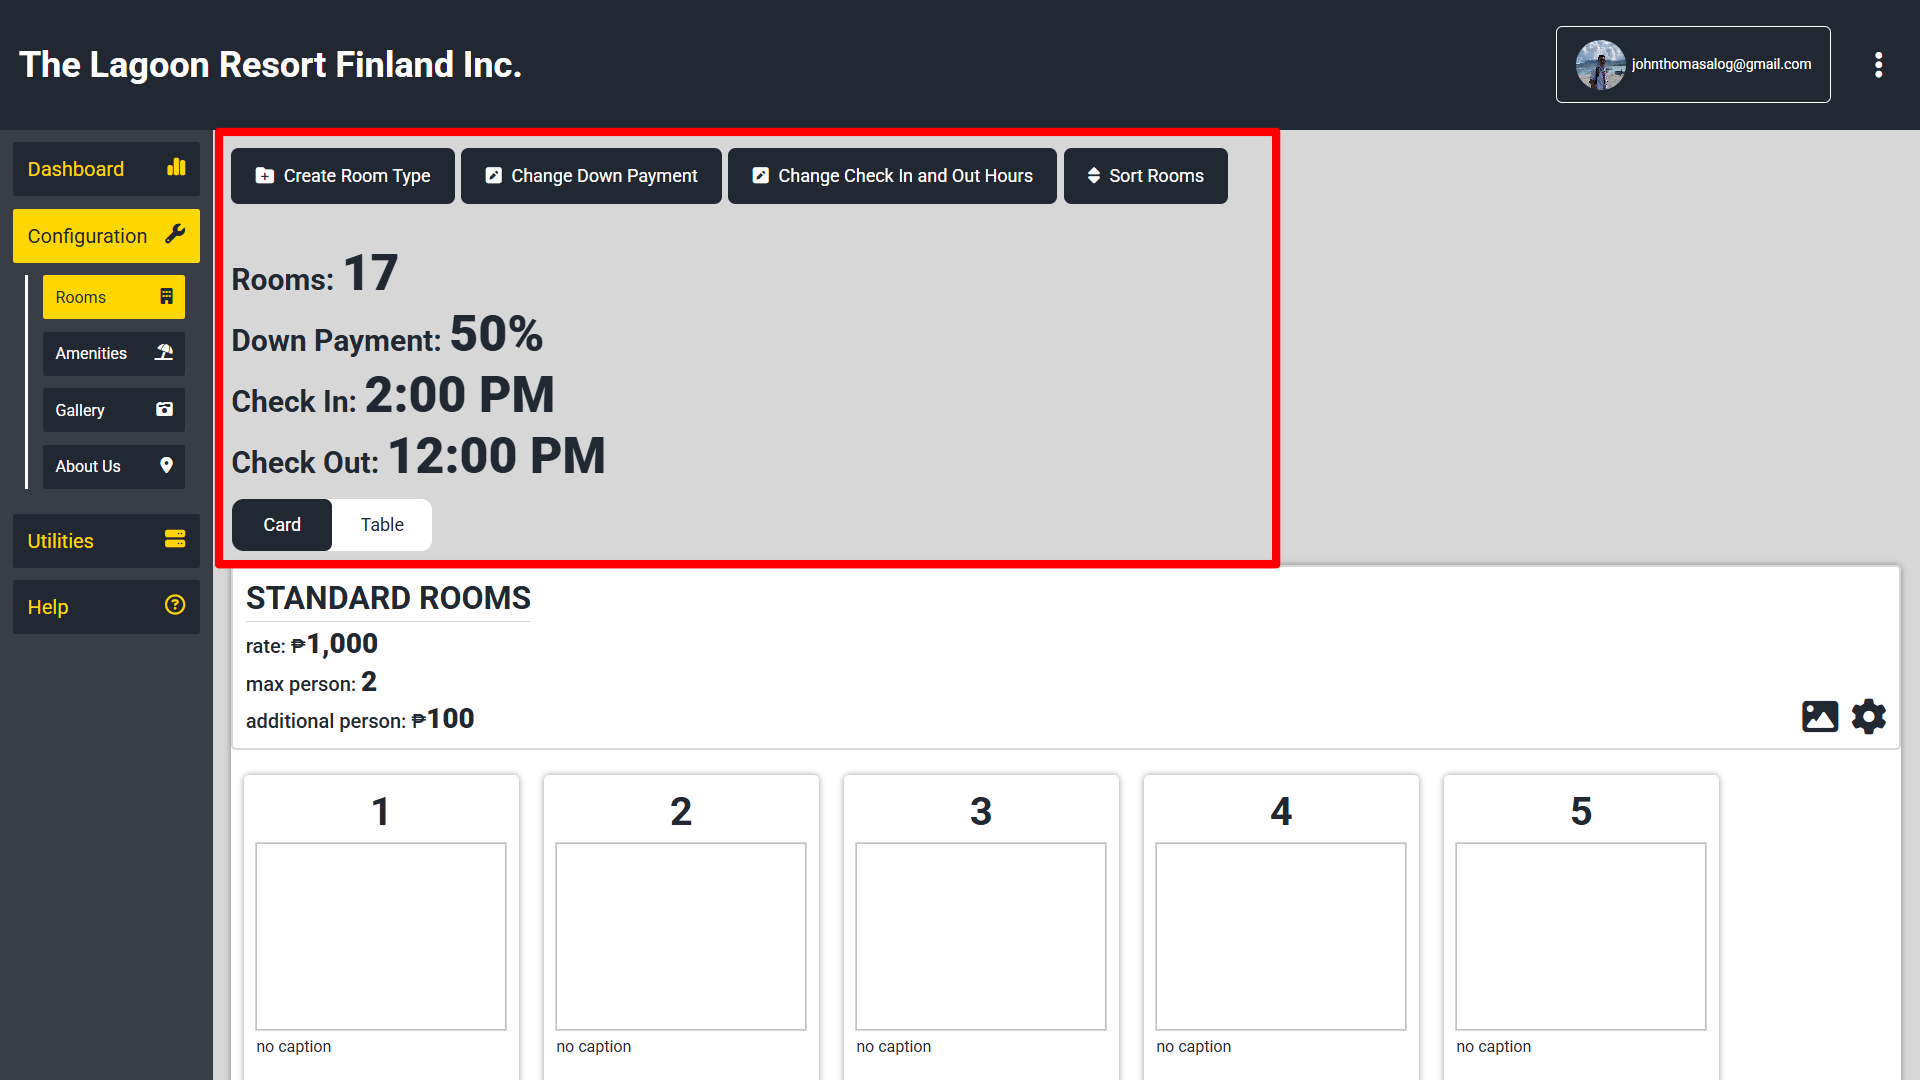 The Lagoon Resort Finland Inc.
johnthomasalog@gmail.com
Dashboard
Configuration
Rooms
Amenities
Gallery
About Us
Utilities
Help
Create Room Type
Change Down Payment
Change Check In and Out Hours
Sort Rooms
Rooms: 17
Down Payment: 50%
Check In: 2:00 PM
Check Out: 12:00 PM
Card
Table
STANDARD ROOMS
rate: ₱1,000
max person: 2
additional person: ₱100
1
2
3
4
5
no caption
no caption
no caption
no caption
no caption